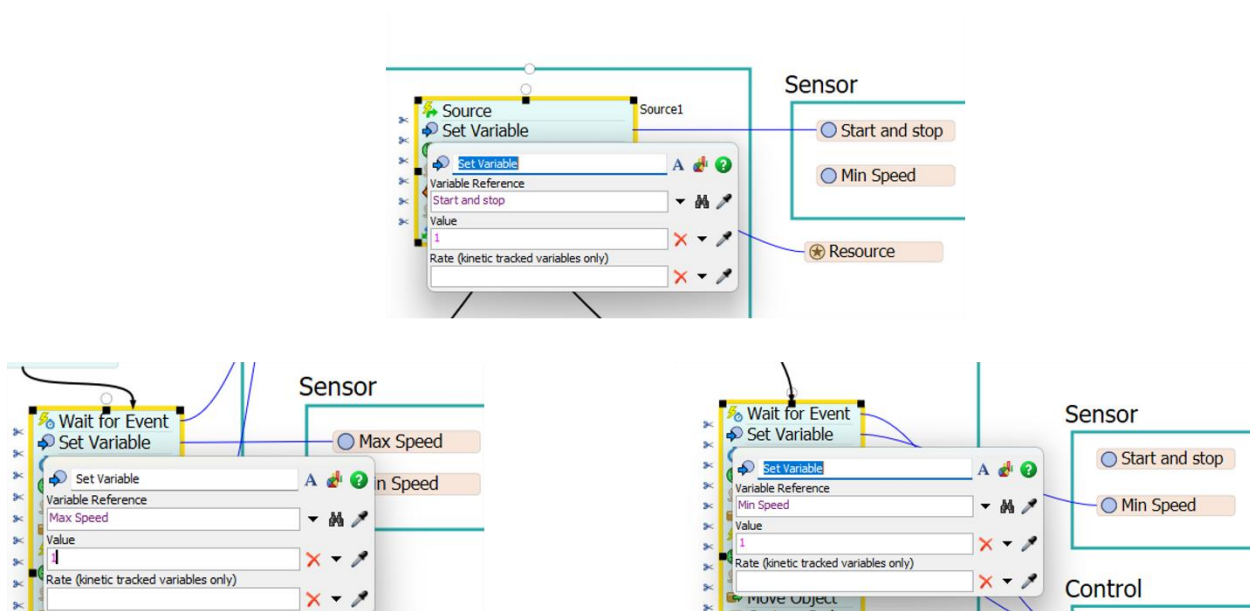 Sensor
Source
Source1
Set Variable
Start and stop
Set Variable
A
Min Speed
Variable Reference
Start and stop
Value
1
Resource
Rate (kinetic tracked variables only)
Sensor
Wait for Event
Set Variable
Max Speed
Set Variable
A
n Speed
Variable Reference
Max Speed
Value
1
Rate (kinetic tracked variables only)
Sensor
Wait for Event
Set Variable
Start and stop
Set Variable
A
Variable Reference
Min Speed
Min Speed
Value
1
Rate (kinetic tracked variables only)
Move Object
Control